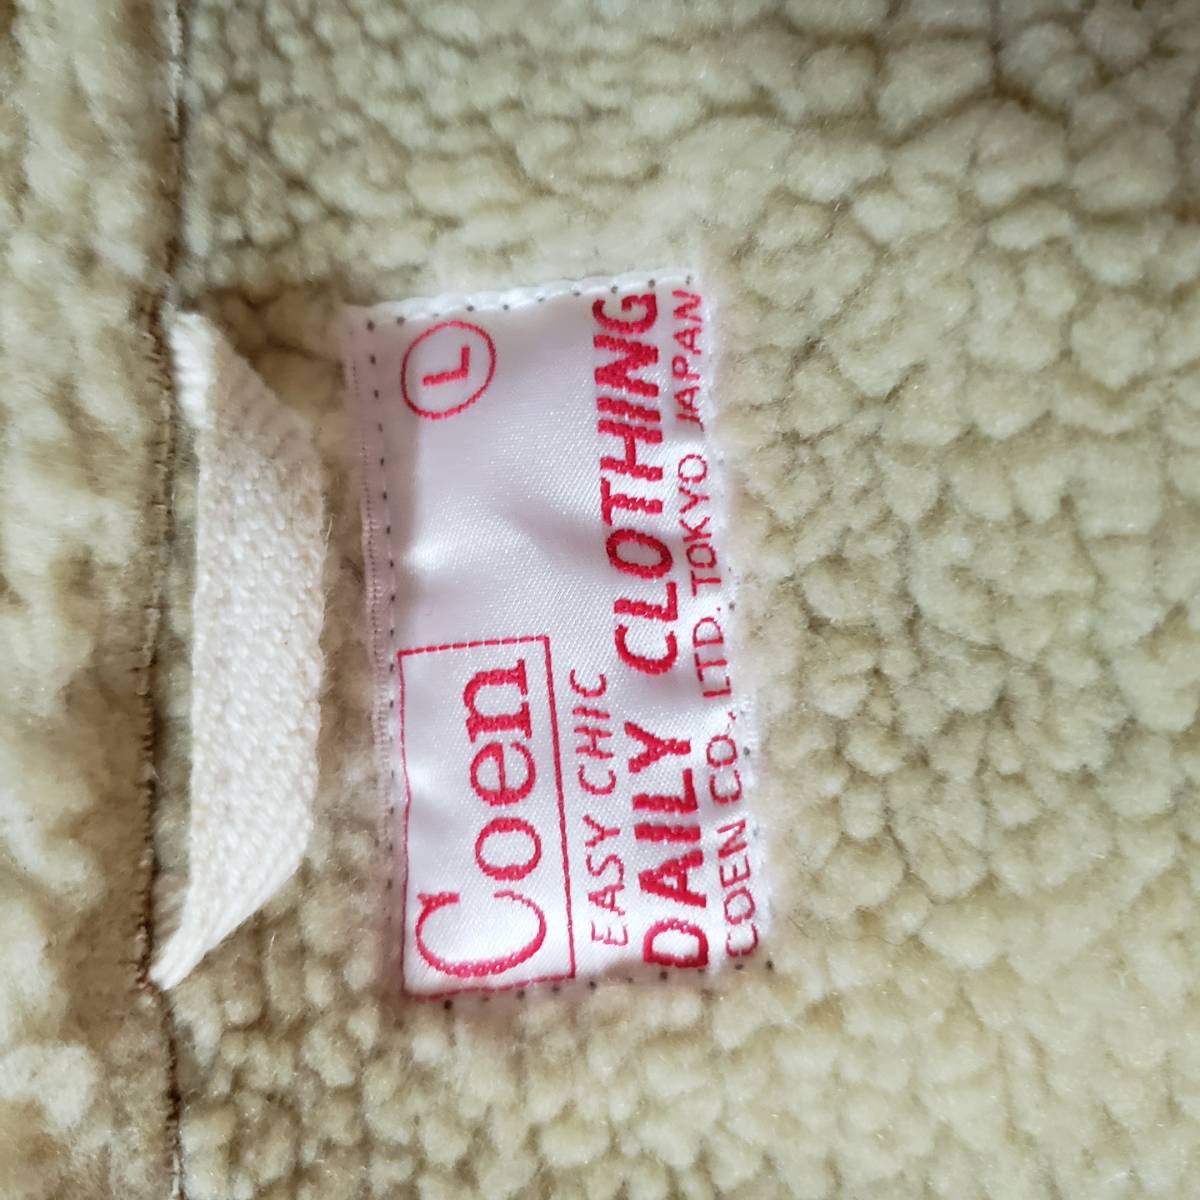 Coen
L
EASY CHIC
DAILY CLOTHING
COEN CO., LTD. TOKYO JAPAN